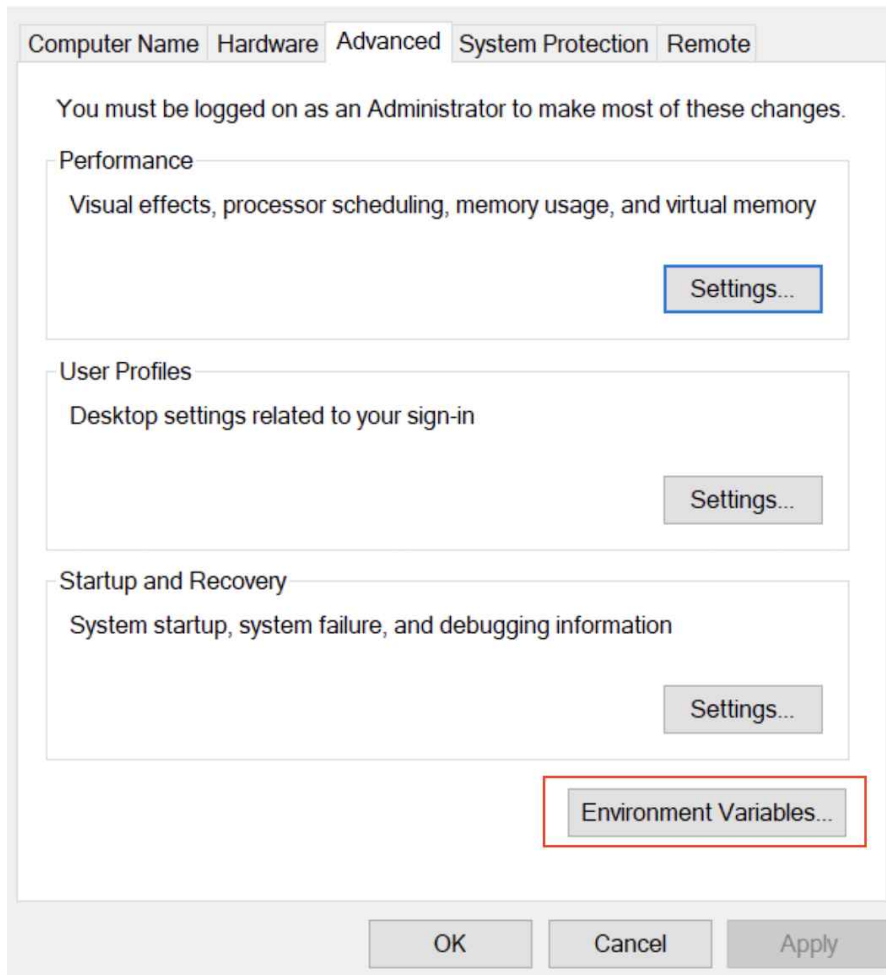 Computer Name Hardware Advanced System Protection Remote
You must be logged on as an Administrator to make most of these changes.
Performance
Visual effects, processor scheduling, memory usage, and virtual memory
Settings...
User Profiles
Desktop settings related to your sign-in
Settings...
Startup and Recovery
System startup, system failure, and debugging information
Settings...
Environment Variables...
OK Cancel Apply